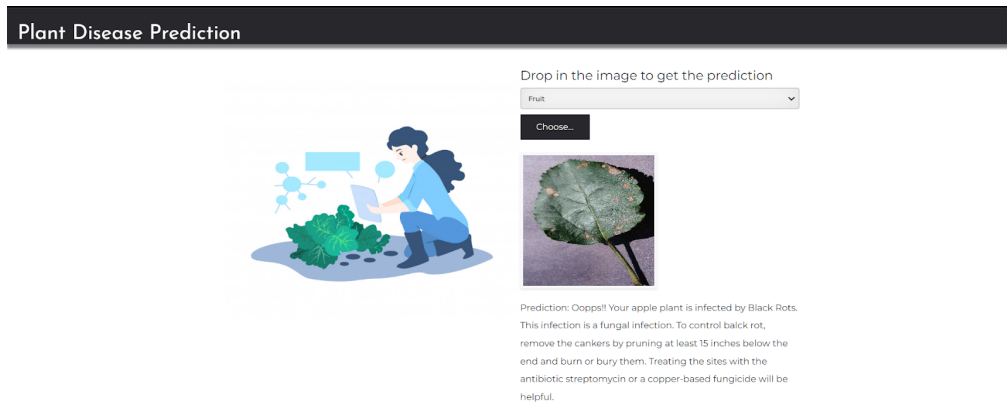 Plant Disease Prediction
Drop in the image to get the prediction
Fruit
Choose...
Prediction: Oopps!! Your apple plant is infected by Black Rots.
This infection is a fungal infection. To control balck rot,
remove the cankers by pruning at least 15 inches below the
end and burn or bury them. Treating the sites with the
antibiotic streptomycin or a copper-based fungicide will be
helpful.